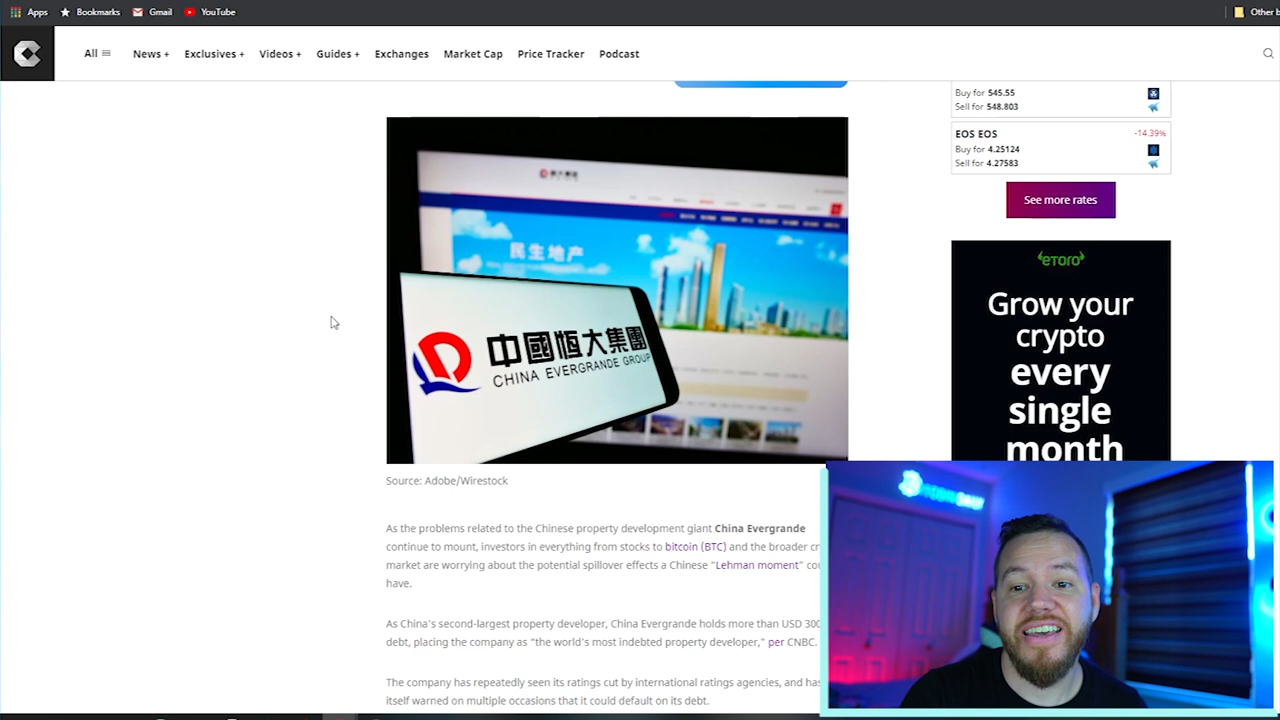 Apps
Bookmarks
Gmail
YouTube
Other b
All
News +
Exclusives +
Videos +
Guides +
Exchanges
Market Cap
Price Tracker
Podcast
Buy for 545.55
Sell for 548.803
EOS EOS
-14.39%
Buy for 4.25124
Sell for 4.27583
See more rates
eTORO
Grow your
crypto
every
single
month
民生地产
中國恒大集團
CHINA EVERGRANDE GROUP
Source: Adobe/Wirestock
As the problems related to the Chinese property development giant China Evergrande
continue to mount, investors in everything from stocks to bitcoin (BTC) and the broader cr
market are worrying about the potential spillover effects a Chinese "Lehman moment" cou
have.
As China's second-largest property developer, China Evergrande holds more than USD 300
debt, placing the company as "the world's most indebted property developer," per CNBC.
The company has repeatedly seen its ratings cut by international ratings agencies, and has
itself warned on multiple occasions that it could default on its debt.